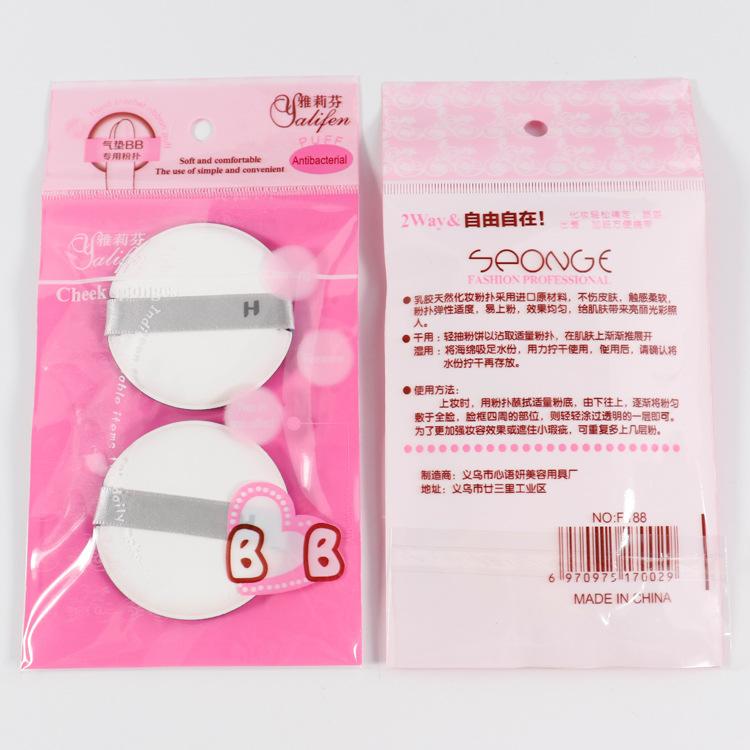 雅莉芬
Yalifen
PUFF
气垫BB
专用粉扑
Soft and comfortable
The use of simple and convenient
Antibacterial
雅莉芬
Yalifen
Cheek
H
B B
2Way& 自由自在!
SPONGE
FASHION PROFESSIONAL
●乳胶天然化妆粉扑采用进口原材料,不伤皮肤,触感柔软,
粉扑弹性适度,易上粉,效果均匀,给肌肤带来亮丽光彩照
人。
●干用:轻抽粉饼以沾取适量粉扑,在肌肤上渐渐推展开
湿用:将海绵吸足水份,用力拧干使用,催用后,请确认将
水份拧干再存放。
●使用方法:
上妆时,用粉扑蘸拭适量粉底,由下往上,逐渐将粉匀
敷于全脸,脸框四周的部位,则轻轻涂过透明的一层即可。
为了更加强妆容效果或遮住小瑕疵,可重复多上几层粉。
制造商:义乌市心语妍美容用具厂
地址:义乌市廿三里工业区
NO:F-788
6 970975 170029
MADE IN CHINA